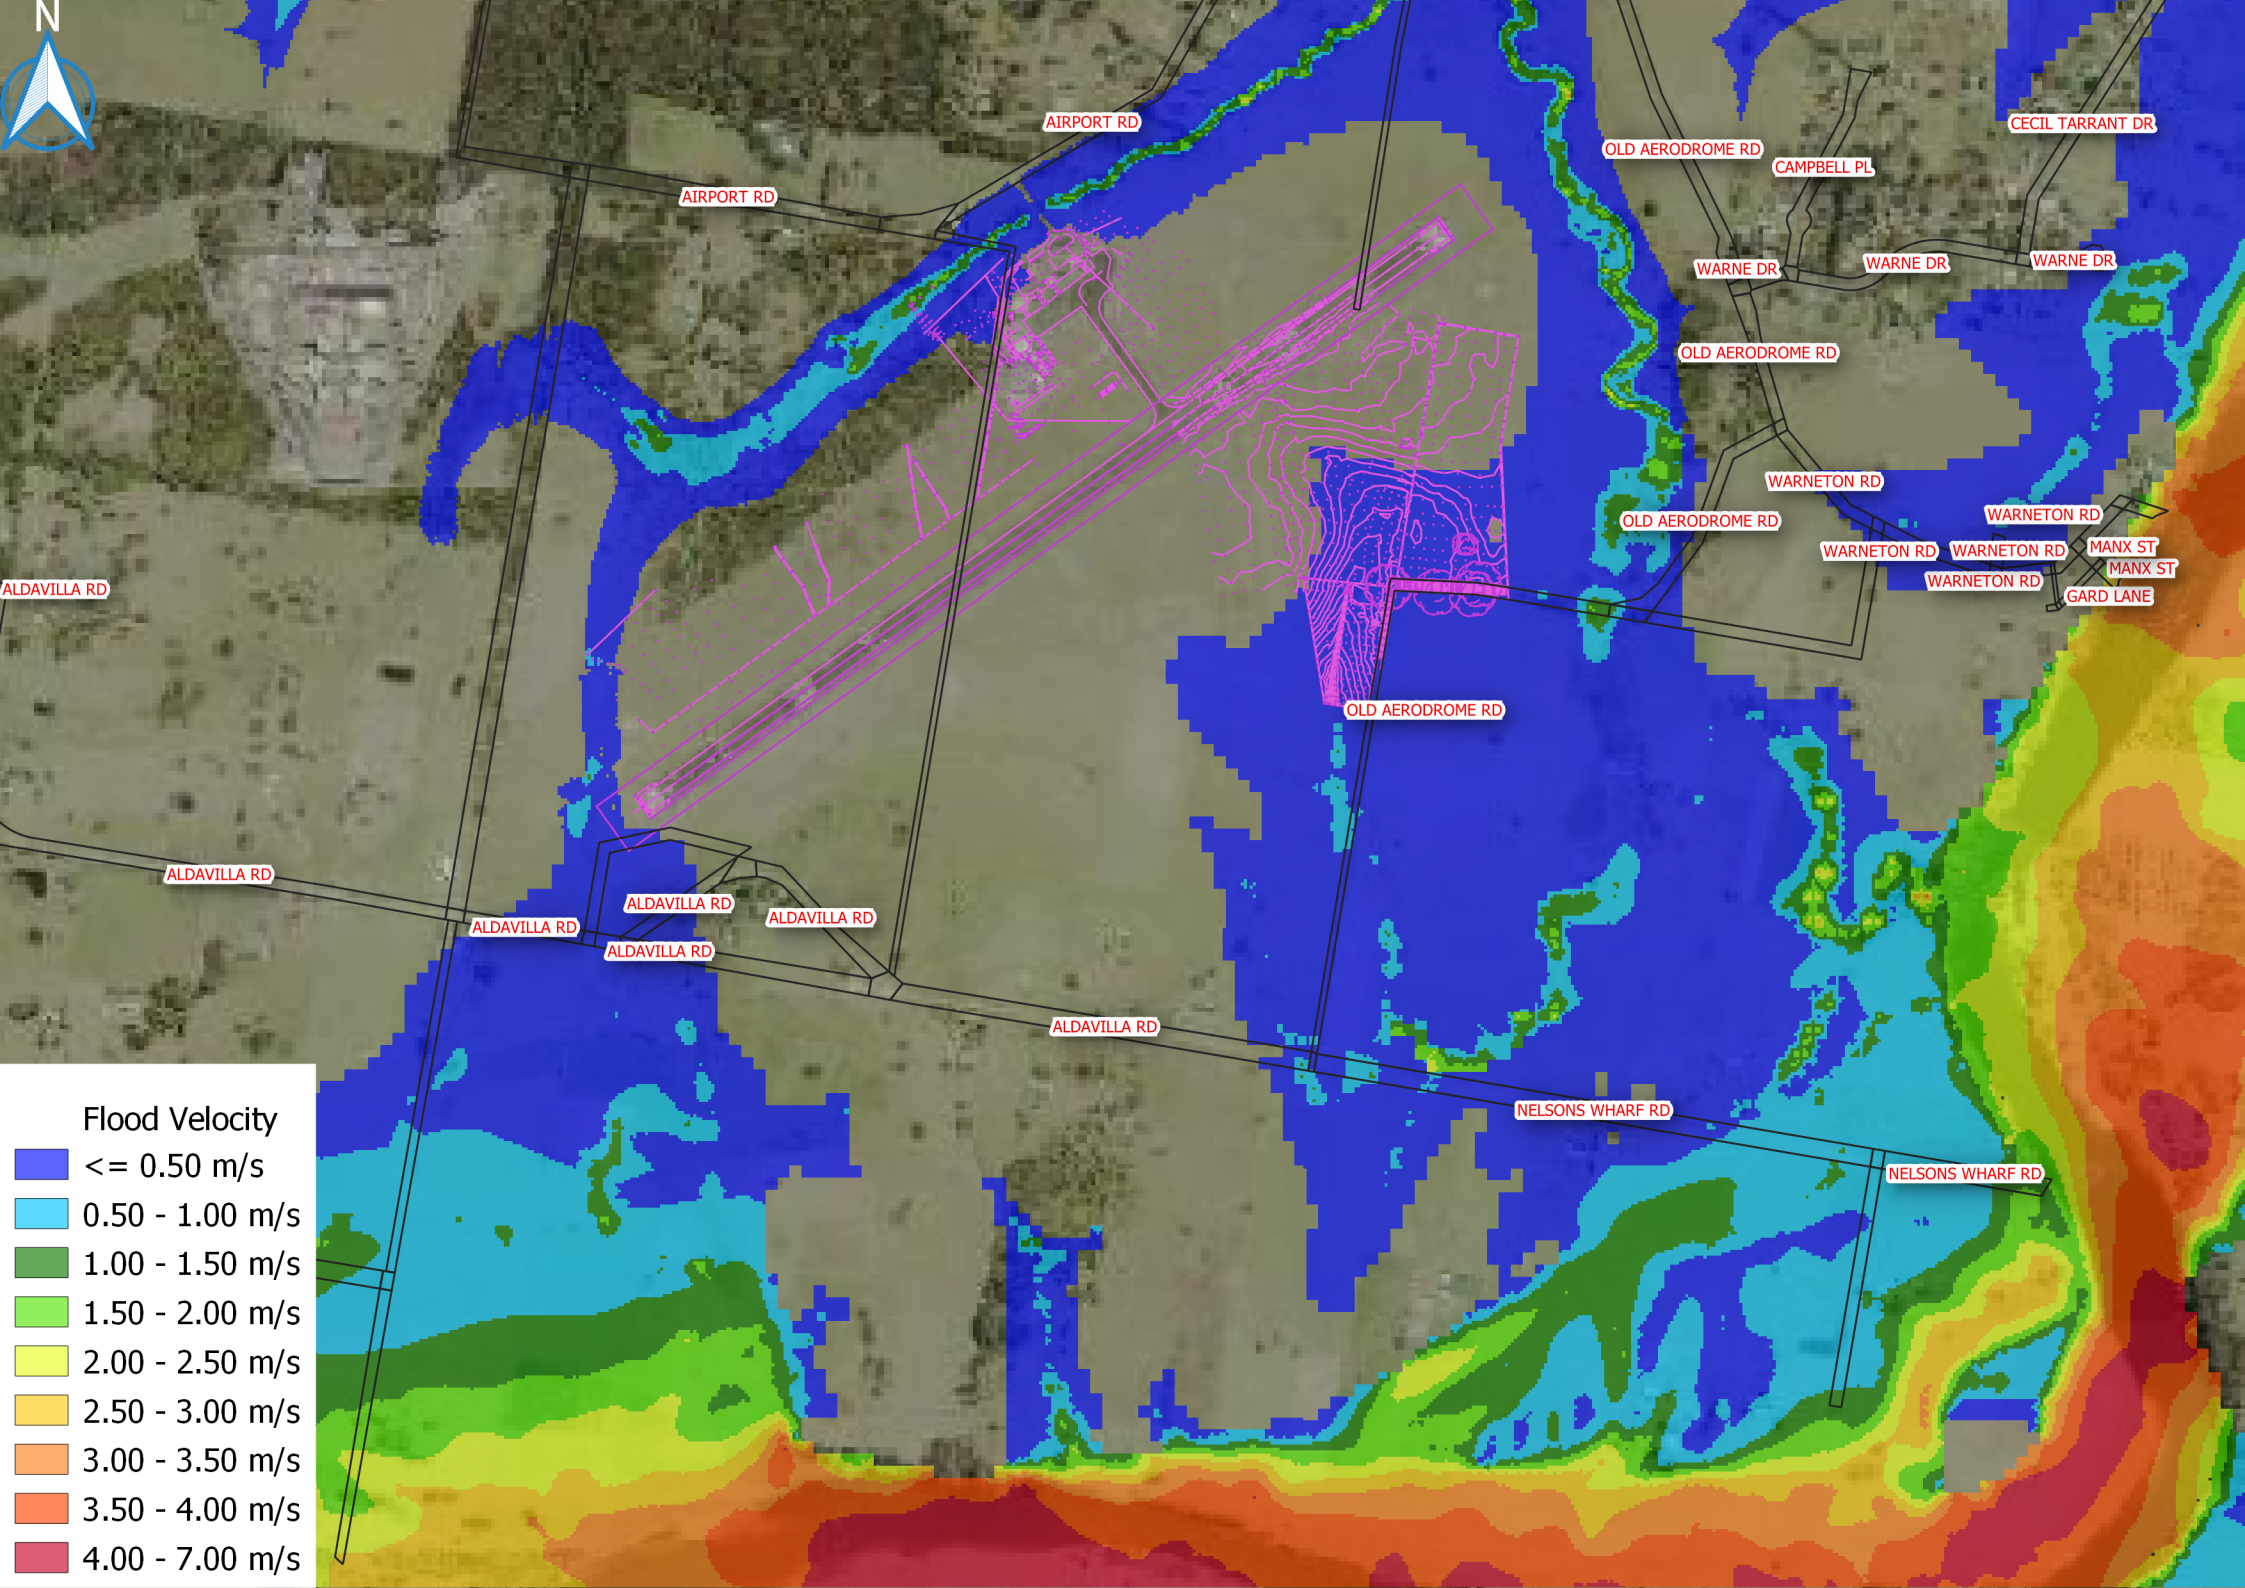 N
AIRPORT RD
CECIL TARRANT DR
OLD AERODROME RD
CAMPBELL PL
AIRPORT RD
WARNE DR
WARNE DR
WARNE DR
OLD AERODROME RD
WARNETON RD
WARNETON RD
OLD AERODROME RD
WARNETON RD
WARNETON RD
MANX ST
MANX ST
WARNETON RD
GARD LANE
ALDAVILLA RD
OLD AERODROME RD
ALDAVILLA RD
ALDAVILLA RD
ALDAVILLA RD
ALDAVILLA RD
ALDAVILLA RD
ALDAVILLA RD
NELSONS WHARF RD
NELSONS WHARF RD
Flood Velocity
<= 0.50 m/s
0.50 - 1.00 m/s
1.00 - 1.50 m/s
1.50 - 2.00 m/s
2.00 - 2.50 m/s
2.50 - 3.00 m/s
3.00 - 3.50 m/s
3.50 - 4.00 m/s
4.00 - 7.00 m/s